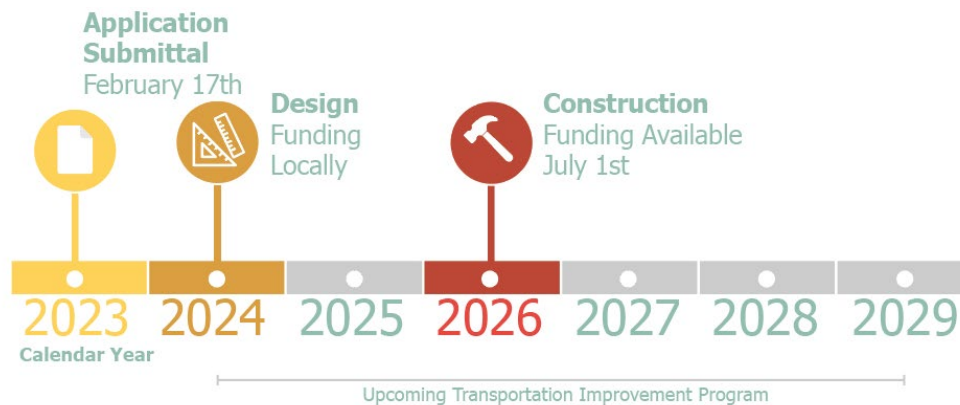 Application
Submittal
February 17th
Design
Funding
Locally
Construction
Funding Available
July 1st
2023
2024
2025
2026
2027
2028
2029
Calendar Year
Upcoming Transportation Improvement Program